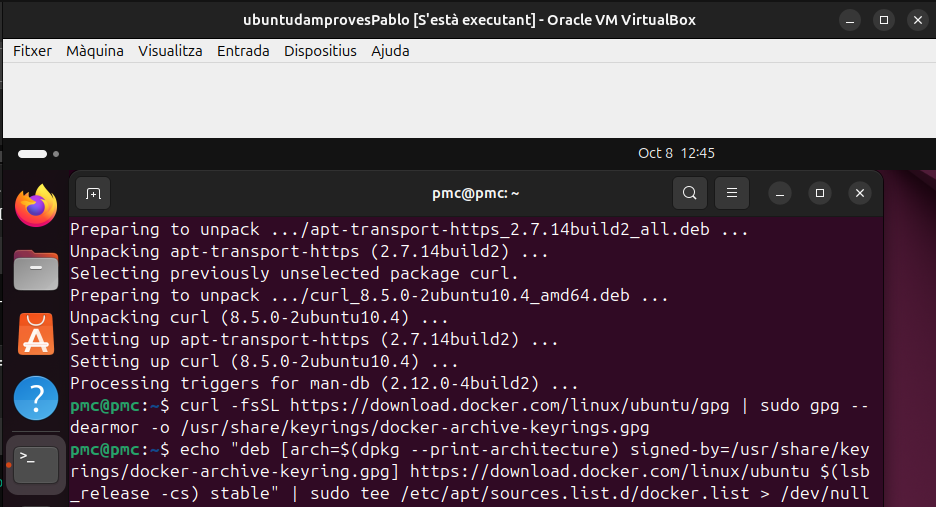 ubuntudamprovesPablo [S'està executant] - Oracle VM VirtualBox
Fitxer Màquina Visualitza Entrada Dispositius Ajuda
Oct 8 12:45
pmc@pmc: ~
Preparing to unpack .../apt-transport-https_2.7.14build2_all.deb ...
Unpacking apt-transport-https (2.7.14build2) ...
Selecting previously unselected package curl.
Preparing to unpack .../curl_8.5.0-2ubuntu10.4_amd64.deb ...
Unpacking curl (8.5.0-2ubuntu10.4) ...
Setting up apt-transport-https (2.7.14build2) ...
Setting up curl (8.5.0-2ubuntu10.4) ...
Processing triggers for man-db (2.12.0-4build2) ...
pmc@pmc:~$ curl -fsSL https://download.docker.com/linux/ubuntu/gpg | sudo gpg --
dearmor -o /usr/share/keyrings/docker-archive-keyrings.gpg
pmc@pmc:~$ echo "deb [arch=$(dpkg --print-architecture) signed-by=/usr/share/key
rings/docker-archive-keyring.gpg] https://download.docker.com/linux/ubuntu $(lsb
_release -cs) stable" | sudo tee /etc/apt/sources.list.d/docker.list > /dev/null